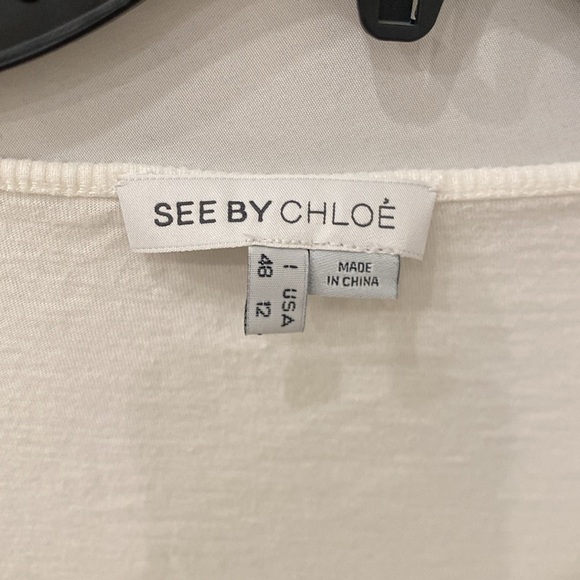 SEE BY CHLOÉ
I USA
48 12
MADE
IN CHINA